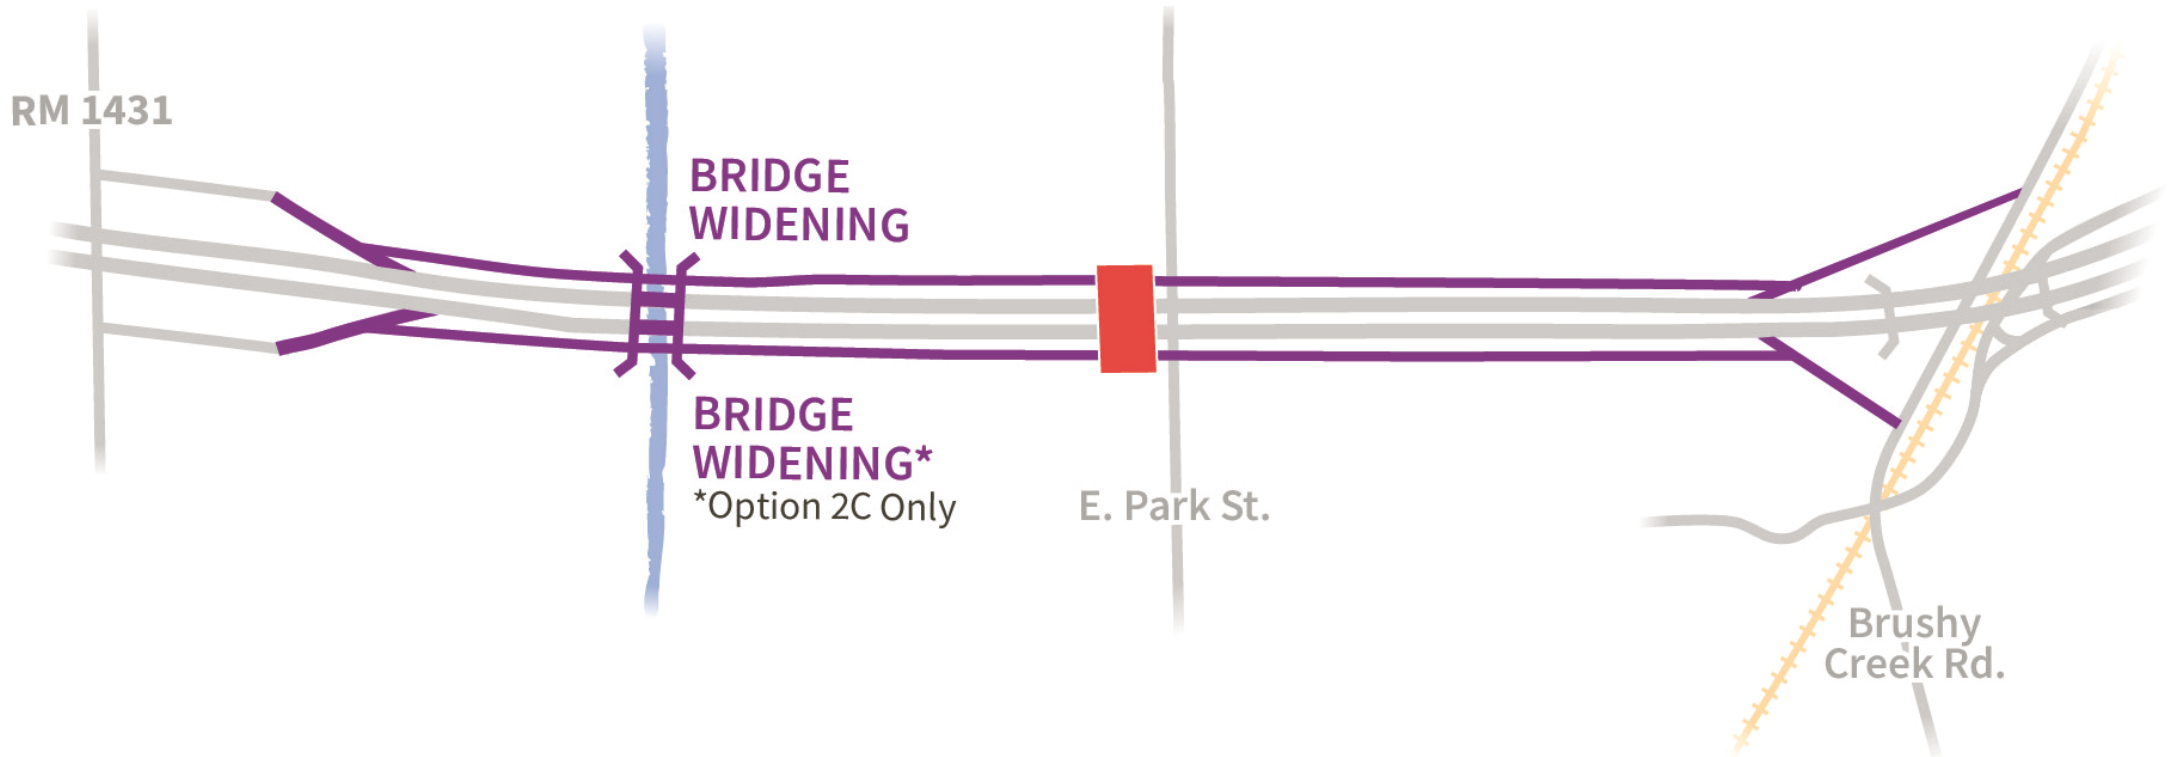 RM 1431
BRIDGE
WIDENING
BRIDGE
WIDENING*
*Option 2C Only
E. Park St.
Brushy
Creek Rd.